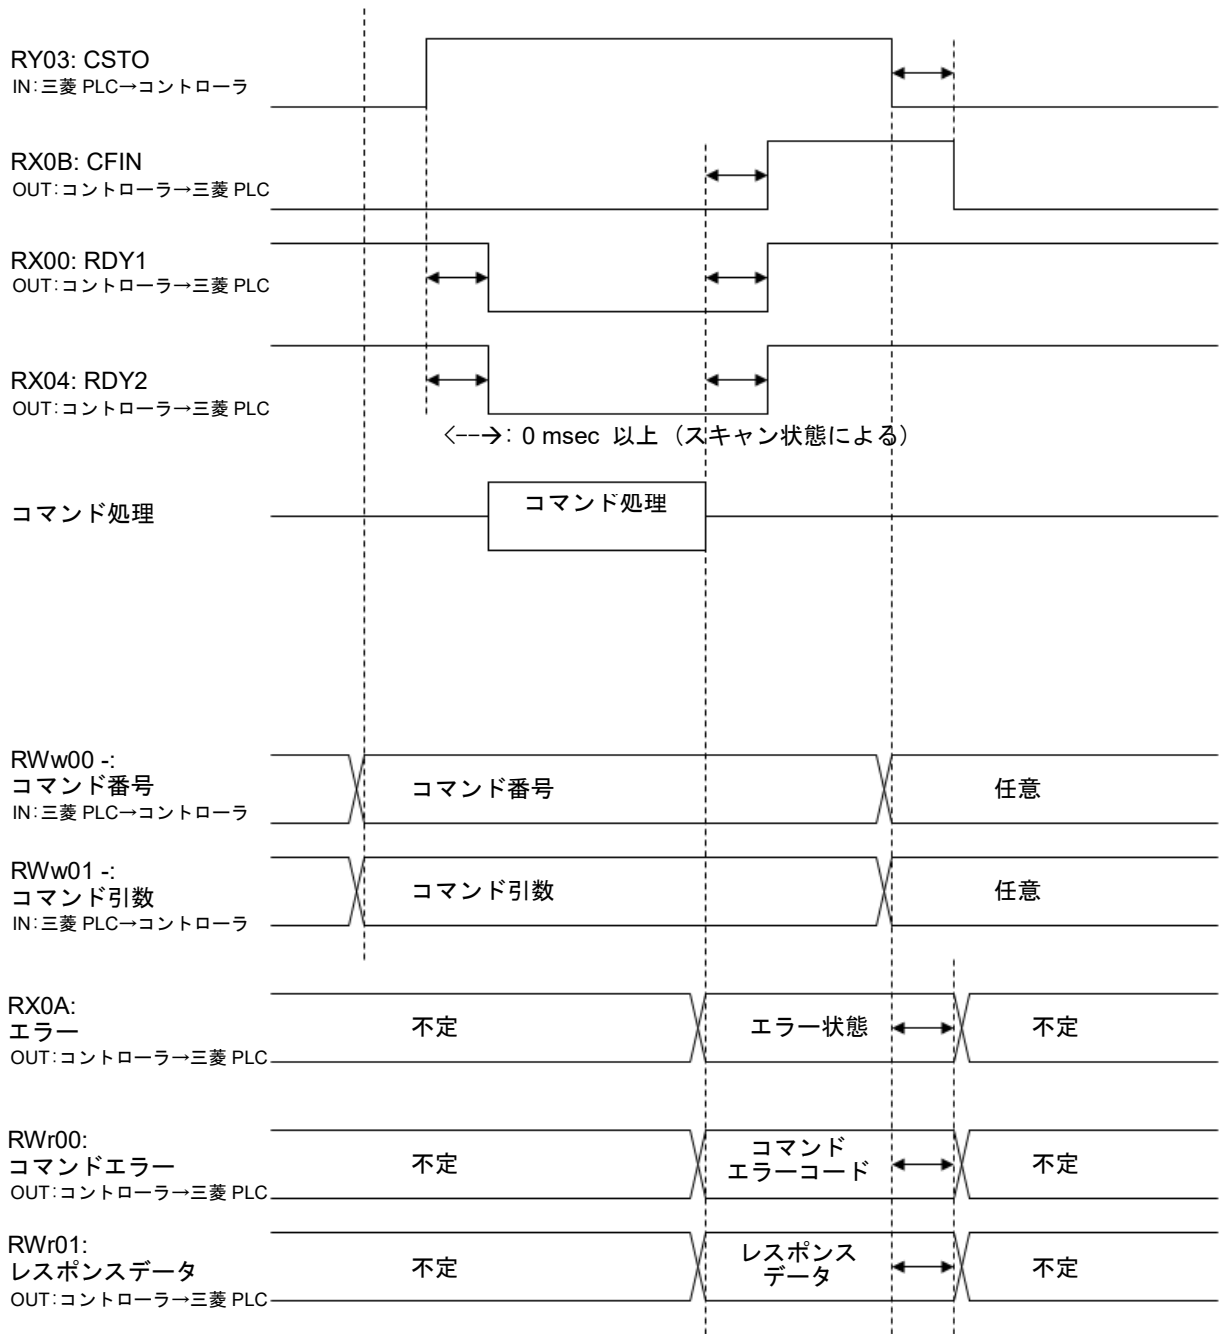 RY03: CSTO
IN:三菱 PLC→コントローラ
RX0B: CFIN
OUT:コントローラ→三菱 PLC
RX00: RDY1
OUT:コントローラ→三菱 PLC
RX04: RDY2
OUT:コントローラ→三菱 PLC
<--→: 0 msec 以上（スキャン状態による）
コマンド処理
コマンド処理
RWw00 -:
コマンド番号
IN:三菱 PLC→コントローラ
コマンド番号
任意
RWw01 -:
コマンド引数
IN:三菱 PLC→コントローラ
コマンド引数
任意
RX0A:
エラー
OUT:コントローラ→三菱 PLC
不定
エラー状態
不定
RWr00:
コマンドエラー
OUT:コントローラ→三菱 PLC
不定
コマンド
エラーコード
不定
RWr01:
レスポンスデータ
OUT:コントローラ→三菱 PLC
不定
レスポンス
データ
不定